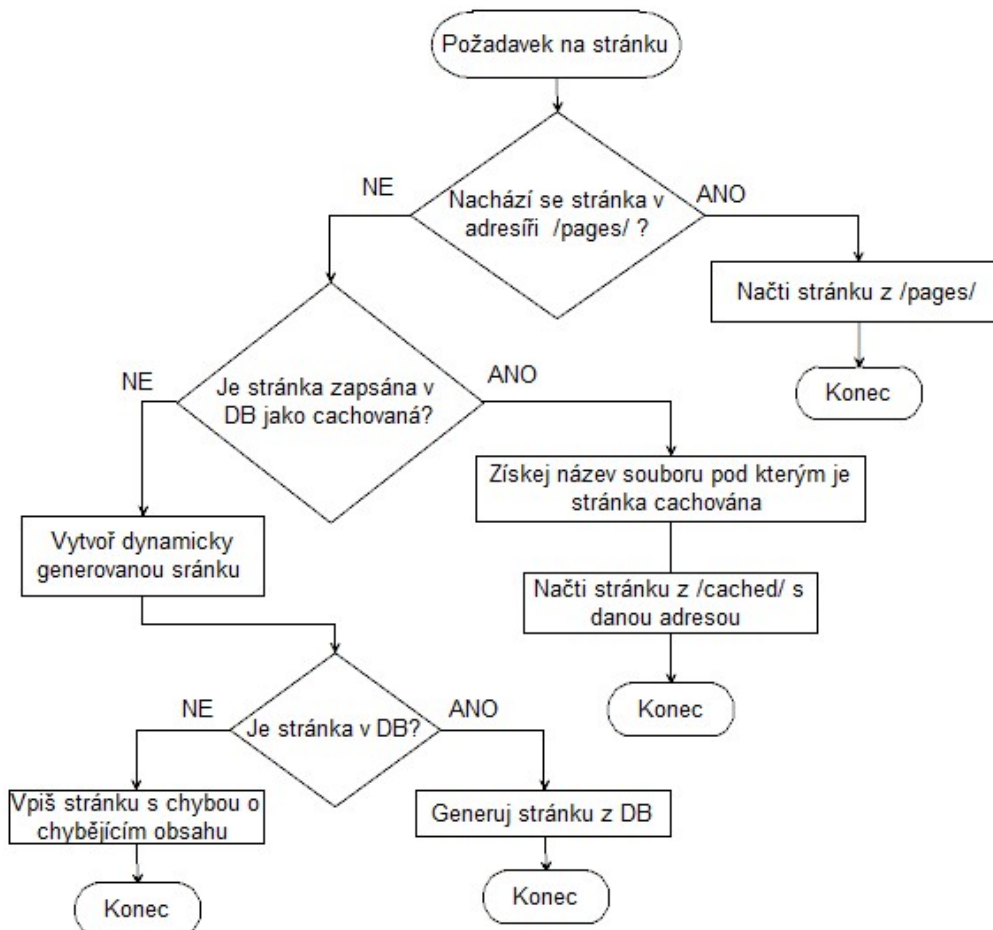 Požadavek na stránku
NE
Nachází se stránka v
adresíři /pages/ ?
ANO
Načti stránku z /pages/
Konec
NE
Je stránka zapsána v
DB jako cachovaná?
ANO
Získej název souboru pod kterým je
stránka cachována
Vytvoř dynamicky
generovanou sránku
Načti stránku z /cached/ s
danou adresou
Konec
NE
Je stránka v DB?
ANO
Vpiš stránku s chybou o
chybějícím obsahu
Generuj stránku z DB
Konec
Konec